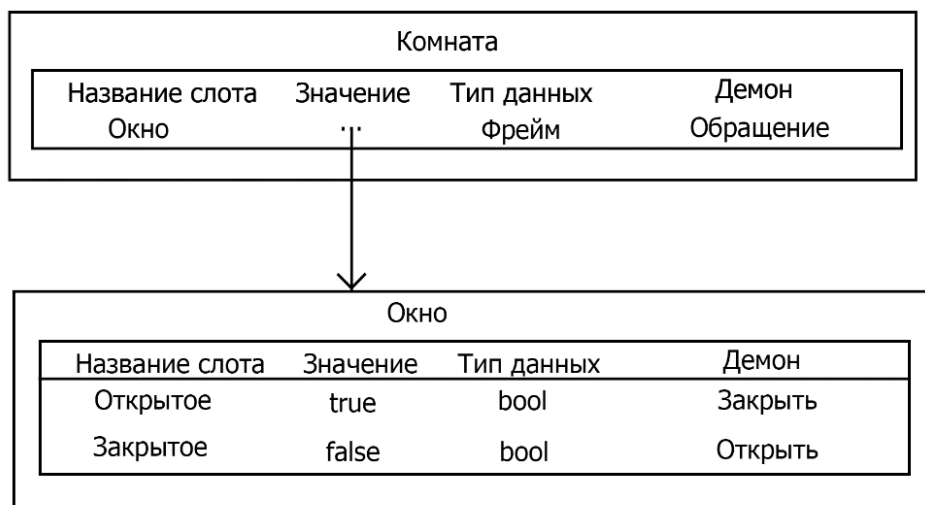 Комната
Название слота Значение Тип данных Демон
Окно ... Фрейм Обращение
Окно
Название слота Значение Тип данных Демон
Открытое true bool Закрыть
Закрытое false bool Открыть